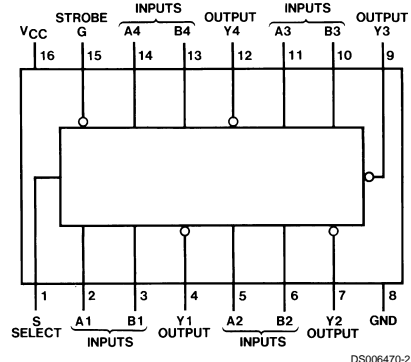 INPUTS INPUTS
STROBE OUTPUT OUTPUT
VCC G A4 B4 Y4 A3 B3 Y3
16 15 14 13 12 11 10 9
1 2 3 4 5 6 7 8
S A1 B1 Y1 A2 B2 Y2 GND
SELECT INPUTS OUTPUT INPUTS OUTPUT
DS006470-2